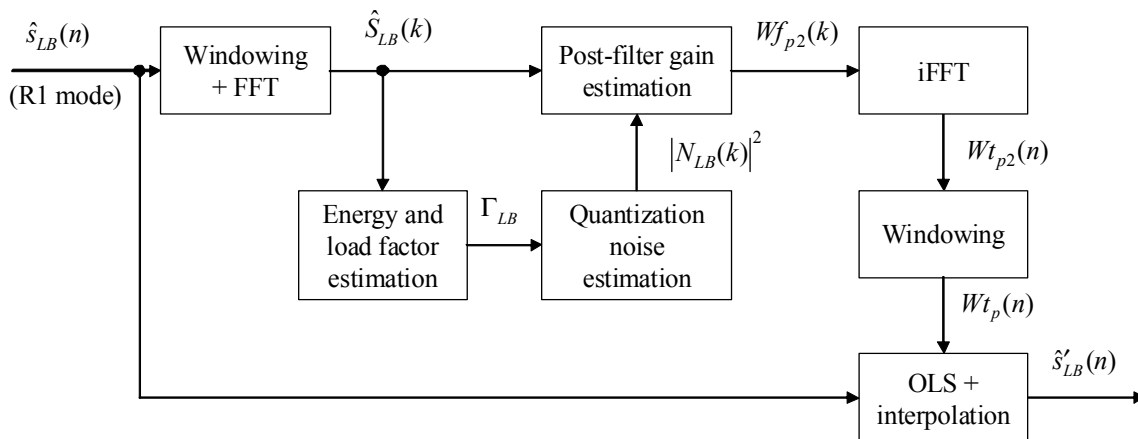 ŝ_LB(n)
(R1 mode)
Windowing
+ FFT
Ŝ_LB(k)
Post-filter gain
estimation
Wf_p2(k)
iFFT
|N_LB(k)|²
Wt_p2(n)
Energy and
load factor
estimation
Γ_LB
Quantization
noise
estimation
Windowing
Wt_p(n)
OLS +
interpolation
ŝ′_LB(n)